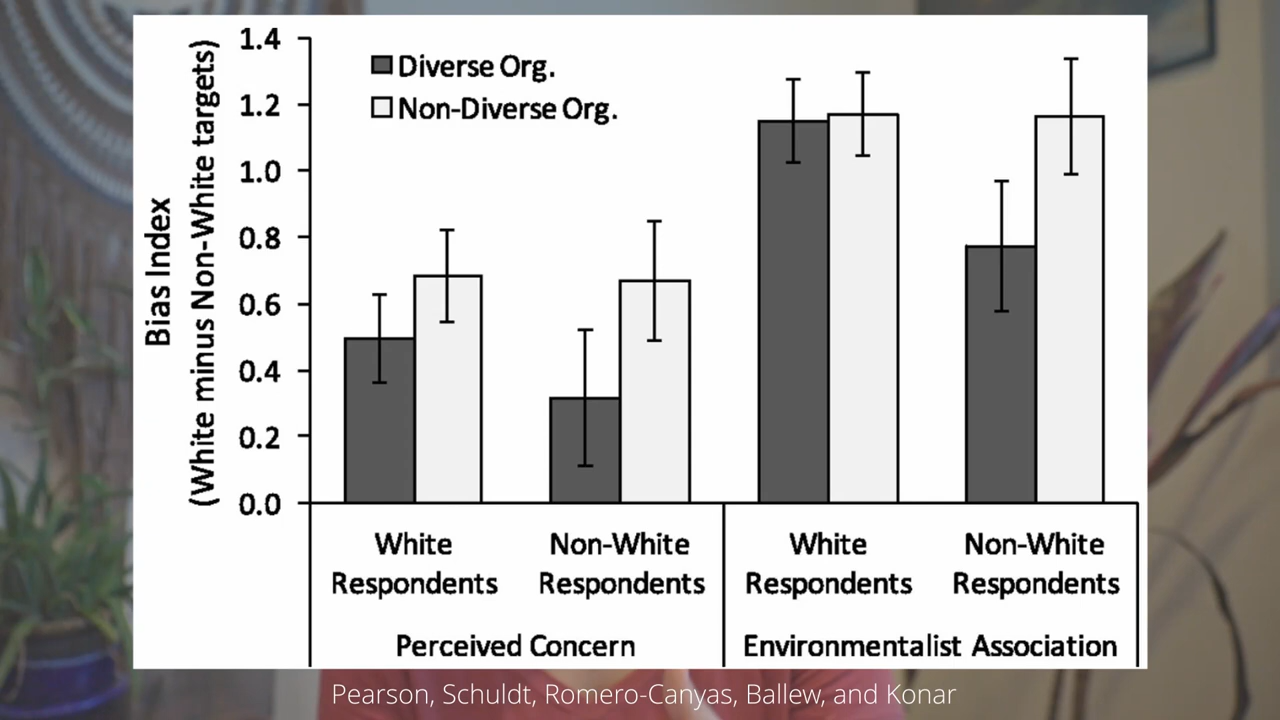 Bias Index
(White minus Non-White targets)
1.4
1.2
1.0
0.8
0.6
0.4
0.2
0.0
Diverse Org.
Non-Diverse Org.
White
Respondents
Non-White
Respondents
White
Respondents
Non-White
Respondents
Perceived Concern
Environmentalist Association
Pearson, Schuldt, Romero-Canyas, Ballew, and Konar